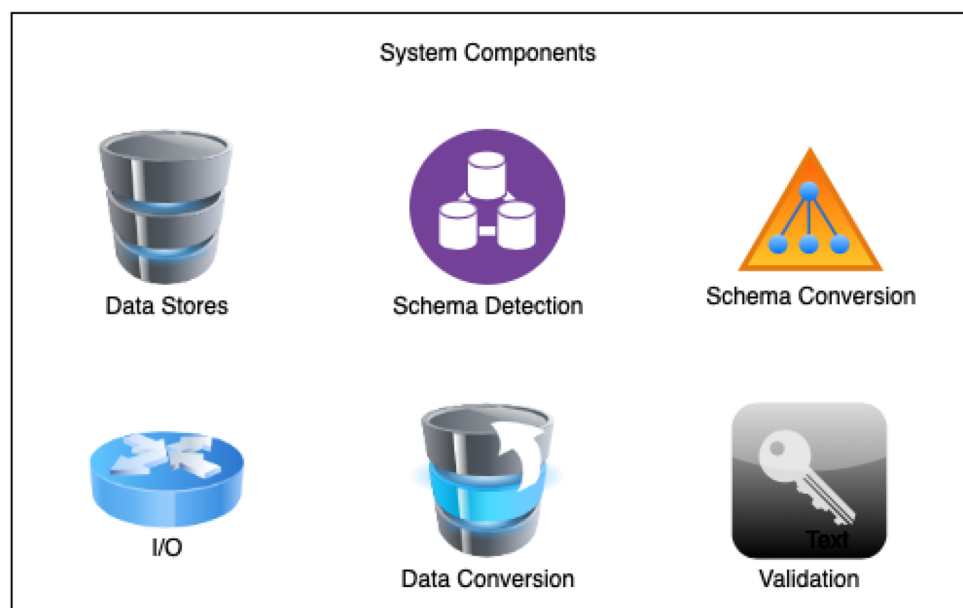 System Components
Data Stores
Schema Detection
Schema Conversion
I/O
Data Conversion
Text
Validation